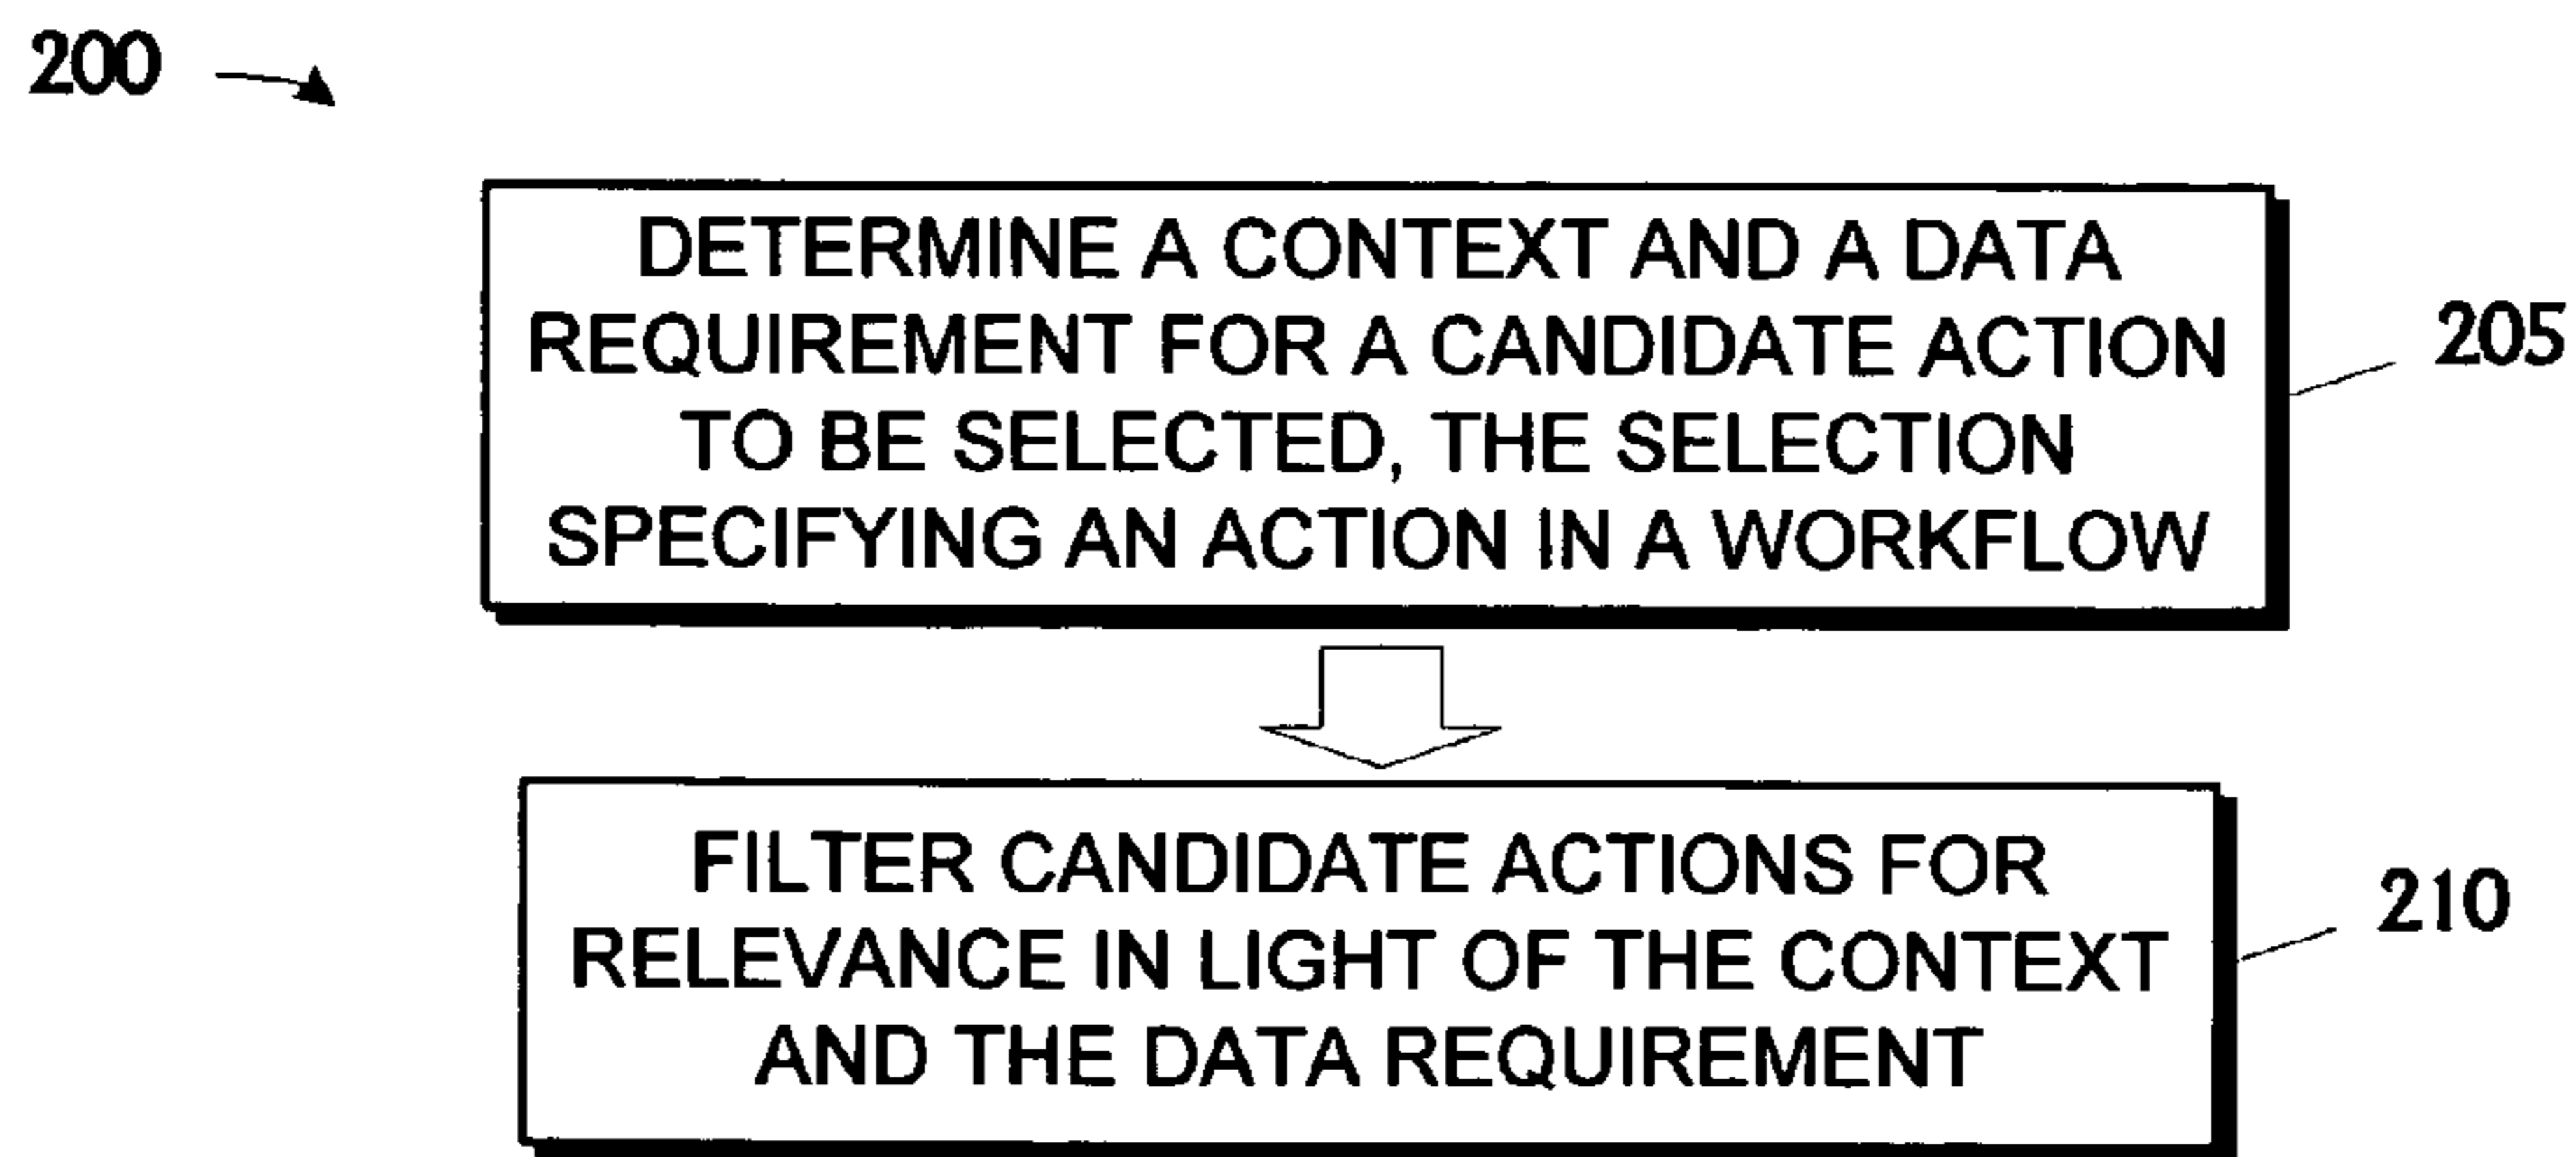 200
DETERMINE A CONTEXT AND A DATA
REQUIREMENT FOR A CANDIDATE ACTION
TO BE SELECTED, THE SELECTION
SPECIFYING AN ACTION IN A WORKFLOW
205
FILTER CANDIDATE ACTIONS FOR
RELEVANCE IN LIGHT OF THE CONTEXT
AND THE DATA REQUIREMENT
210